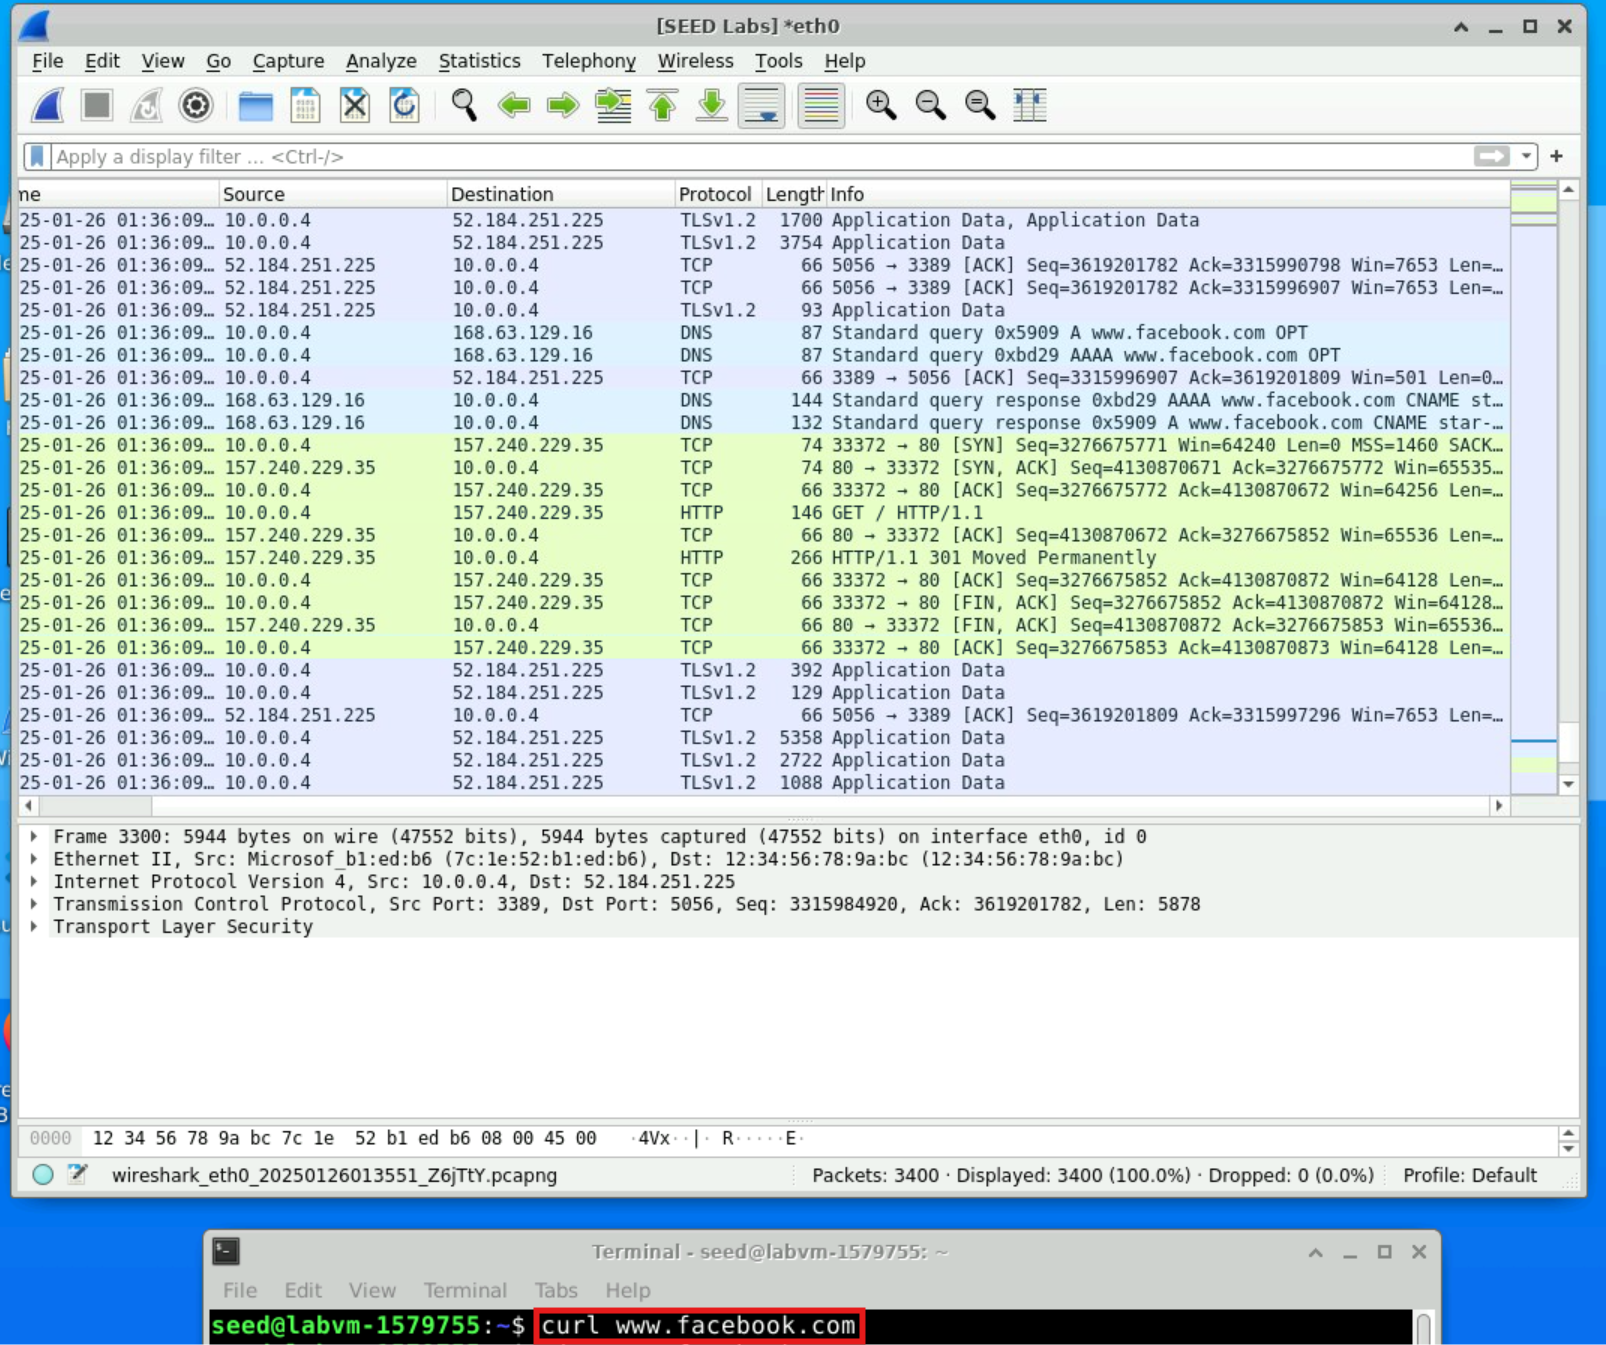 [SEED Labs] *eth0
File Edit View Go Capture Analyze Statistics Telephony Wireless Tools Help
Apply a display filter … <Ctrl-/>
ne Source Destination Protocol Length Info
25-01-26 01:36:09… 10.0.0.4 52.184.251.225 TLSv1.2 1700 Application Data, Application Data
25-01-26 01:36:09… 10.0.0.4 52.184.251.225 TLSv1.2 3754 Application Data
25-01-26 01:36:09… 52.184.251.225 10.0.0.4 TCP 66 5056 → 3389 [ACK] Seq=3619201782 Ack=3315990798 Win=7653 Len=…
25-01-26 01:36:09… 52.184.251.225 10.0.0.4 TCP 66 5056 → 3389 [ACK] Seq=3619201782 Ack=3315996907 Win=7653 Len=…
25-01-26 01:36:09… 52.184.251.225 10.0.0.4 TLSv1.2 93 Application Data
25-01-26 01:36:09… 10.0.0.4 168.63.129.16 DNS 87 Standard query 0x5909 A www.facebook.com OPT
25-01-26 01:36:09… 10.0.0.4 168.63.129.16 DNS 87 Standard query 0xbd29 AAAA www.facebook.com OPT
25-01-26 01:36:09… 10.0.0.4 52.184.251.225 TCP 66 3389 → 5056 [ACK] Seq=3315996907 Ack=3619201809 Win=501 Len=0…
25-01-26 01:36:09… 168.63.129.16 10.0.0.4 DNS 144 Standard query response 0xbd29 AAAA www.facebook.com CNAME st…
25-01-26 01:36:09… 168.63.129.16 10.0.0.4 DNS 132 Standard query response 0x5909 A www.facebook.com CNAME star-…
25-01-26 01:36:09… 10.0.0.4 157.240.229.35 TCP 74 33372 → 80 [SYN] Seq=3276675771 Win=64240 Len=0 MSS=1460 SACK…
25-01-26 01:36:09… 157.240.229.35 10.0.0.4 TCP 74 80 → 33372 [SYN, ACK] Seq=4130870671 Ack=3276675772 Win=65535…
25-01-26 01:36:09… 10.0.0.4 157.240.229.35 TCP 66 33372 → 80 [ACK] Seq=3276675772 Ack=4130870672 Win=64256 Len=…
25-01-26 01:36:09… 10.0.0.4 157.240.229.35 HTTP 146 GET / HTTP/1.1
25-01-26 01:36:09… 157.240.229.35 10.0.0.4 TCP 66 80 → 33372 [ACK] Seq=4130870672 Ack=3276675852 Win=65536 Len=…
25-01-26 01:36:09… 157.240.229.35 10.0.0.4 HTTP 266 HTTP/1.1 301 Moved Permanently
25-01-26 01:36:09… 10.0.0.4 157.240.229.35 TCP 66 33372 → 80 [ACK] Seq=3276675852 Ack=4130870872 Win=64128 Len=…
25-01-26 01:36:09… 10.0.0.4 157.240.229.35 TCP 66 33372 → 80 [FIN, ACK] Seq=3276675852 Ack=4130870872 Win=64128…
25-01-26 01:36:09… 157.240.229.35 10.0.0.4 TCP 66 80 → 33372 [FIN, ACK] Seq=4130870872 Ack=3276675853 Win=65536…
25-01-26 01:36:09… 10.0.0.4 157.240.229.35 TCP 66 33372 → 80 [ACK] Seq=3276675853 Ack=4130870873 Win=64128 Len=…
25-01-26 01:36:09… 10.0.0.4 52.184.251.225 TLSv1.2 392 Application Data
25-01-26 01:36:09… 10.0.0.4 52.184.251.225 TLSv1.2 129 Application Data
25-01-26 01:36:09… 52.184.251.225 10.0.0.4 TCP 66 5056 → 3389 [ACK] Seq=3619201809 Ack=3315997296 Win=7653 Len=…
25-01-26 01:36:09… 10.0.0.4 52.184.251.225 TLSv1.2 5358 Application Data
25-01-26 01:36:09… 10.0.0.4 52.184.251.225 TLSv1.2 2722 Application Data
25-01-26 01:36:09… 10.0.0.4 52.184.251.225 TLSv1.2 1088 Application Data
Frame 3300: 5944 bytes on wire (47552 bits), 5944 bytes captured (47552 bits) on interface eth0, id 0
Ethernet II, Src: Microsof_b1:ed:b6 (7c:1e:52:b1:ed:b6), Dst: 12:34:56:78:9a:bc (12:34:56:78:9a:bc)
Internet Protocol Version 4, Src: 10.0.0.4, Dst: 52.184.251.225
Transmission Control Protocol, Src Port: 3389, Dst Port: 5056, Seq: 3315984920, Ack: 3619201782, Len: 5878
Transport Layer Security
0000 12 34 56 78 9a bc 7c 1e 52 b1 ed b6 08 00 45 00 ·4Vx··|· R·····E·
wireshark_eth0_20250126013551_Z6jTtY.pcapng Packets: 3400 · Displayed: 3400 (100.0%) · Dropped: 0 (0.0%) Profile: Default
Terminal - seed@labvm-1579755: ~
File Edit View Terminal Tabs Help
seed@labvm-1579755:~$ curl www.facebook.com